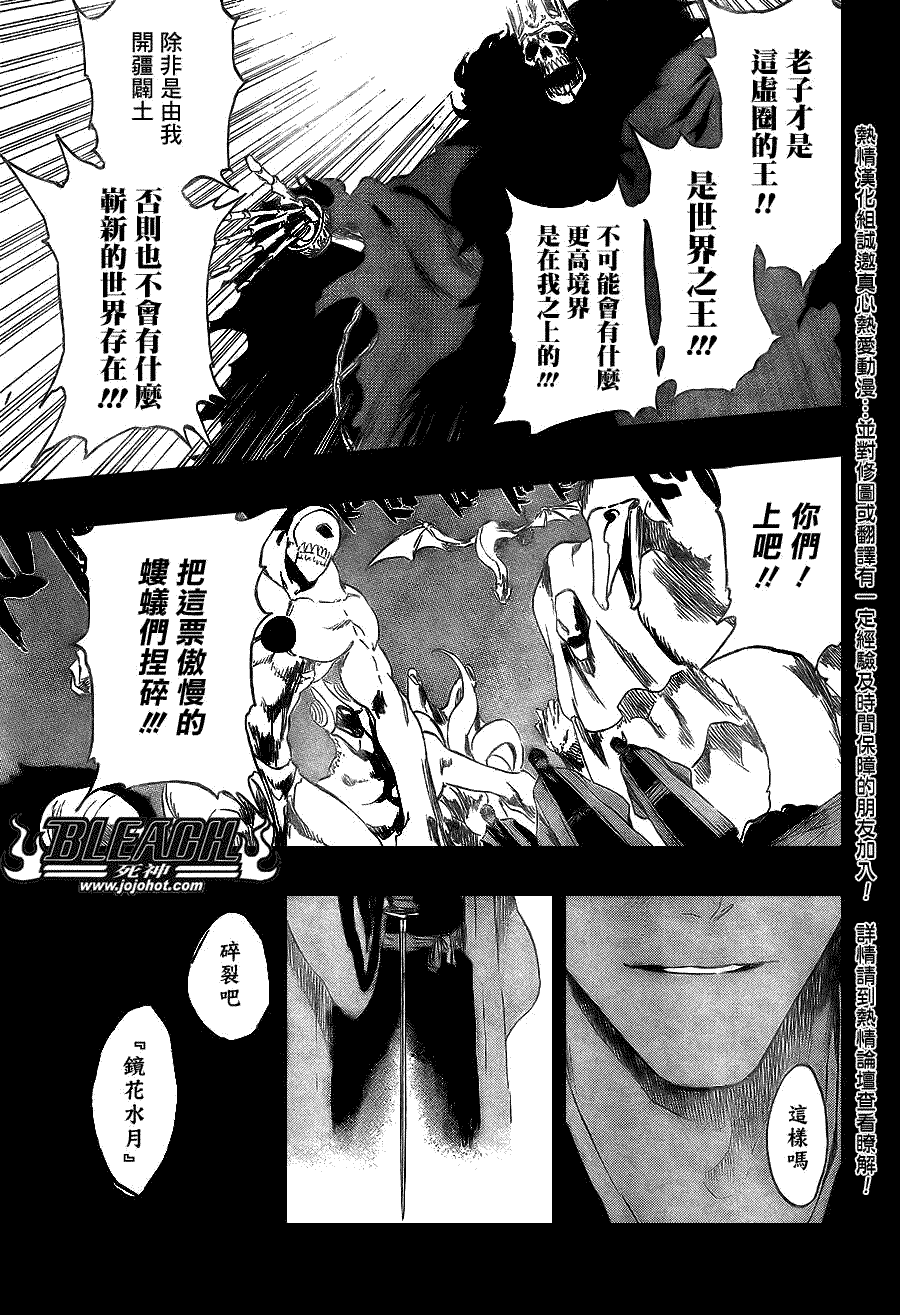 老子才是
這虛圈的王!!
是世界之王!!!
不可能會有什麼
更高境界
是在我之上的!!!
除非是由我
開疆闢土
否則也不會有什麼
嶄新的世界存在!!!
你們!
上吧!!
把這票傲慢的
螻蟻們捏碎!!!
這樣嗎
碎裂吧
『鏡花水月』
BLEACH
死神
www.jojohot.com
熱情漢化組誠邀真心熱愛動漫…並對修圖或翻譯有一定經驗及時間保障的朋友加入! 詳情請到熱情論壇查看瞭解!